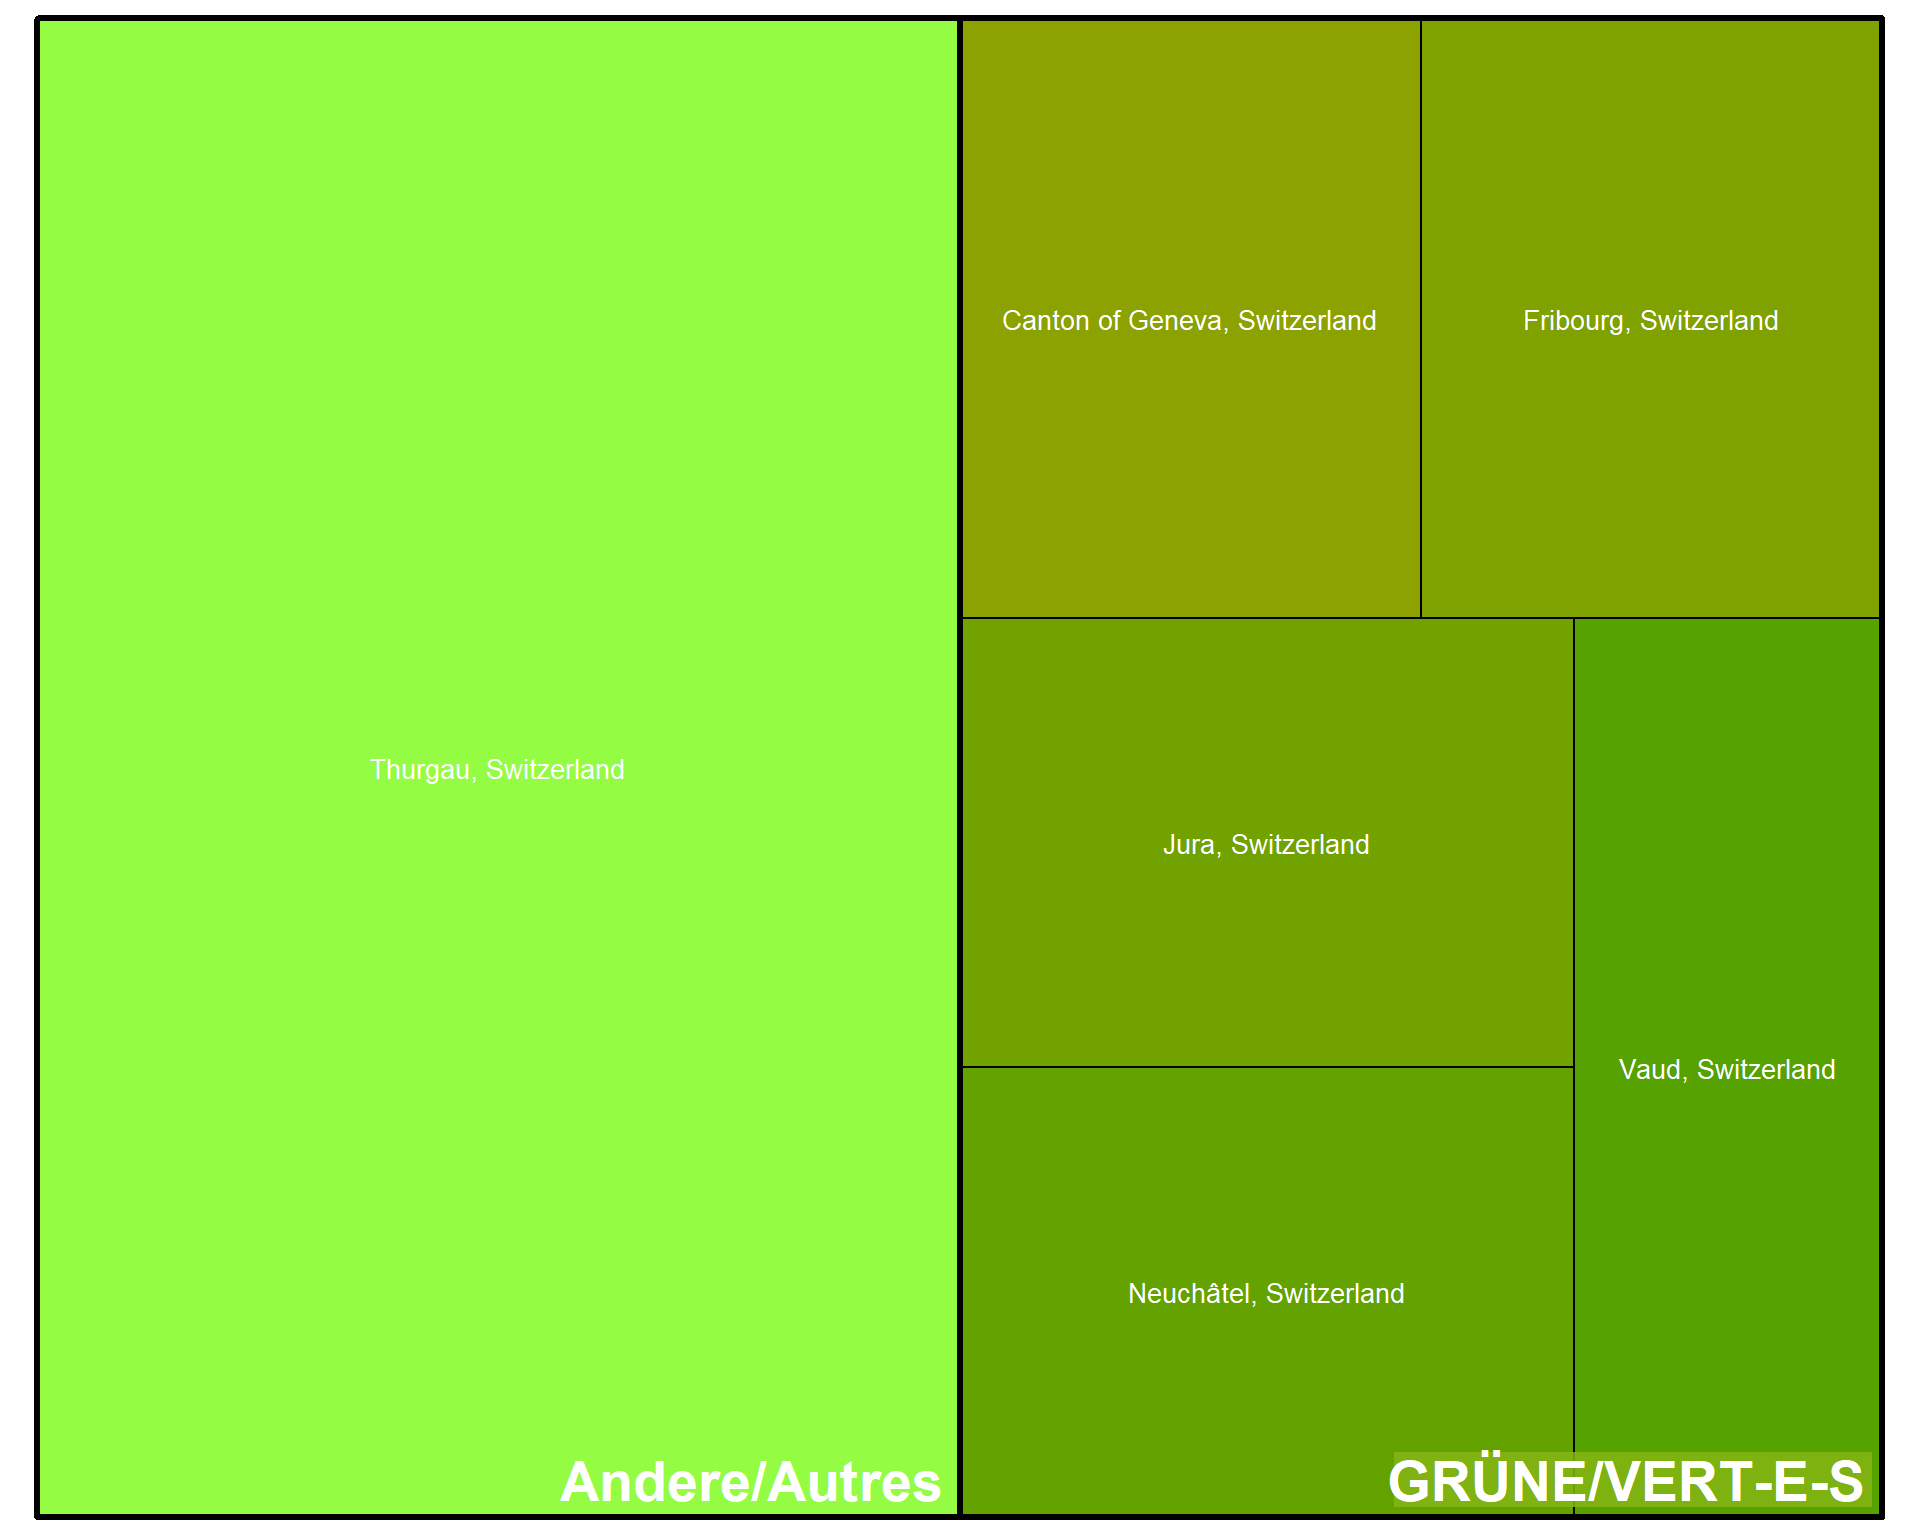 Thurgau, Switzerland
Andere/Autres
Canton of Geneva, Switzerland
Fribourg, Switzerland
Jura, Switzerland
Vaud, Switzerland
Neuchâtel, Switzerland
GRÜNE/VERT-E-S